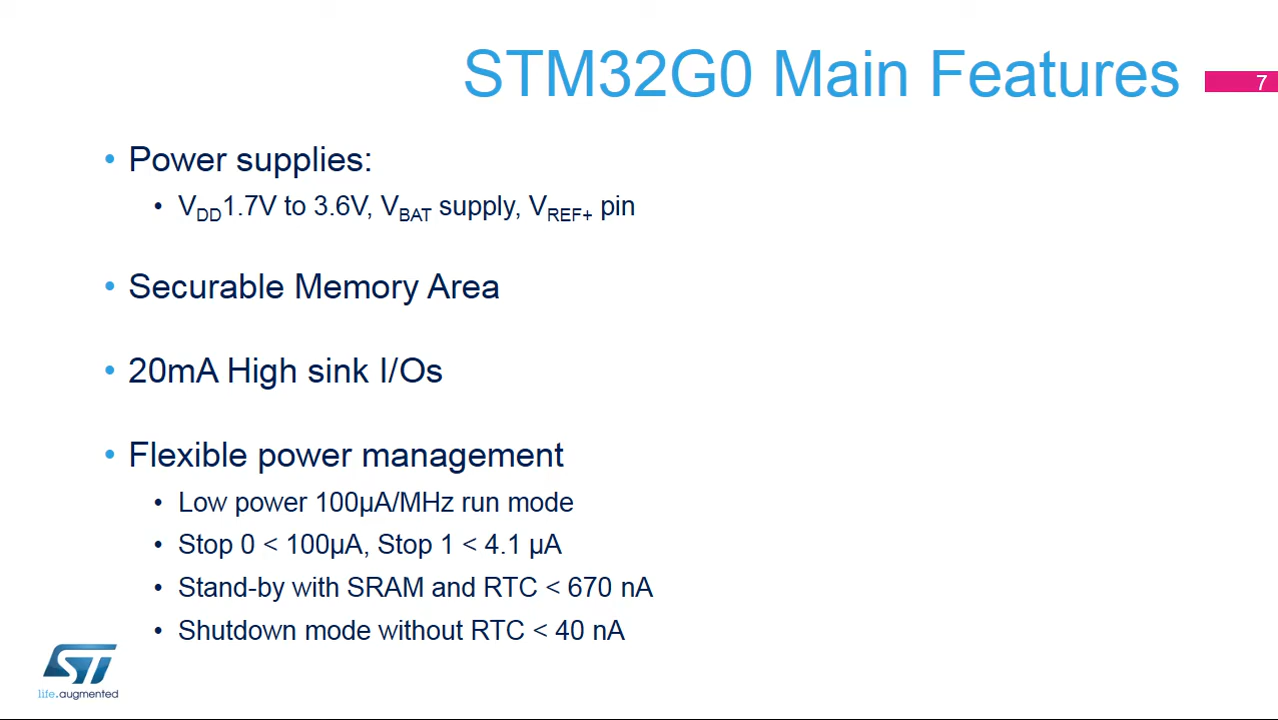 STM32G0 Main Features
7
• Power supplies:
• VDD1.7V to 3.6V, VBAT supply, VREF+ pin
• Securable Memory Area
• 20mA High sink I/Os
• Flexible power management
• Low power 100µA/MHz run mode
• Stop 0 < 100µA, Stop 1 < 4.1 µA
• Stand-by with SRAM and RTC < 670 nA
• Shutdown mode without RTC < 40 nA
ST
life.augmented